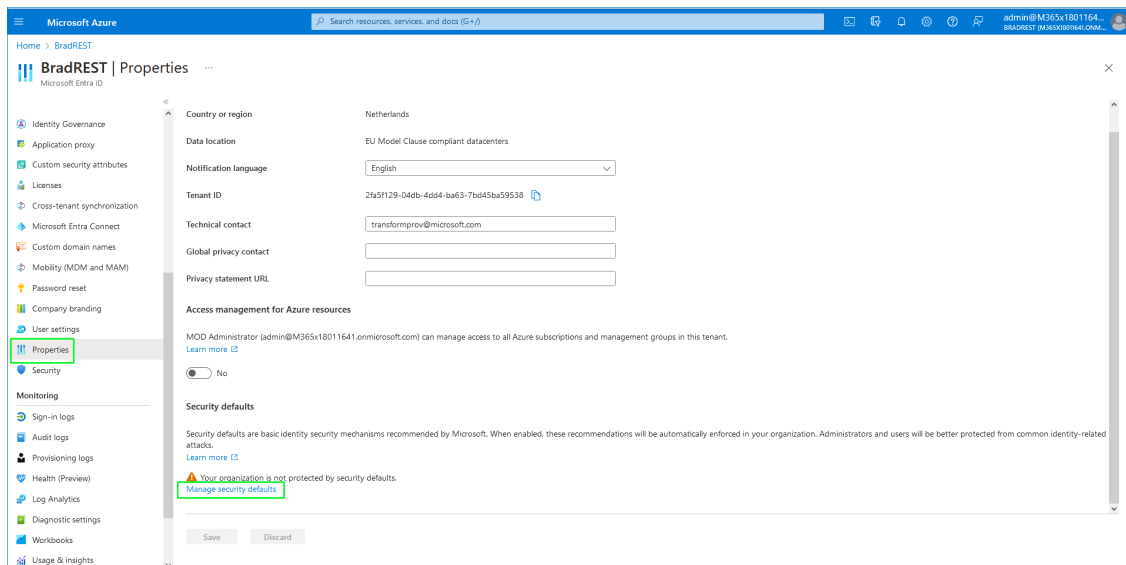 Microsoft Azure
Search resources, services, and docs (G+/)
admin@M365x1801164...
BRADREST (M365X18011641.ONM...
Home > BradREST
BradREST | Properties ...
Microsoft Entra ID
Identity Governance
Application proxy
Custom security attributes
Licenses
Cross-tenant synchronization
Microsoft Entra Connect
Custom domain names
Mobility (MDM and MAM)
Password reset
Company branding
User settings
Properties
Security
Monitoring
Sign-in logs
Audit logs
Provisioning logs
Health (Preview)
Log Analytics
Diagnostic settings
Workbooks
Usage & insights
Country or region
Netherlands
Data location
EU Model Clause compliant datacenters
Notification language
English
Tenant ID
2fa5f129-04db-4dd4-ba63-7bd45ba59538
Technical contact
transformprov@microsoft.com
Global privacy contact
Privacy statement URL
Access management for Azure resources
MOD Administrator (admin@M365x18011641.onmicrosoft.com) can manage access to all Azure subscriptions and management groups in this tenant.
Learn more
No
Security defaults
Security defaults are basic identity security mechanisms recommended by Microsoft. When enabled, these recommendations will be automatically enforced in your organization. Administrators and users will be better protected from common identity-related
attacks.
Learn more
Your organization is not protected by security defaults.
Manage security defaults
Save
Discard